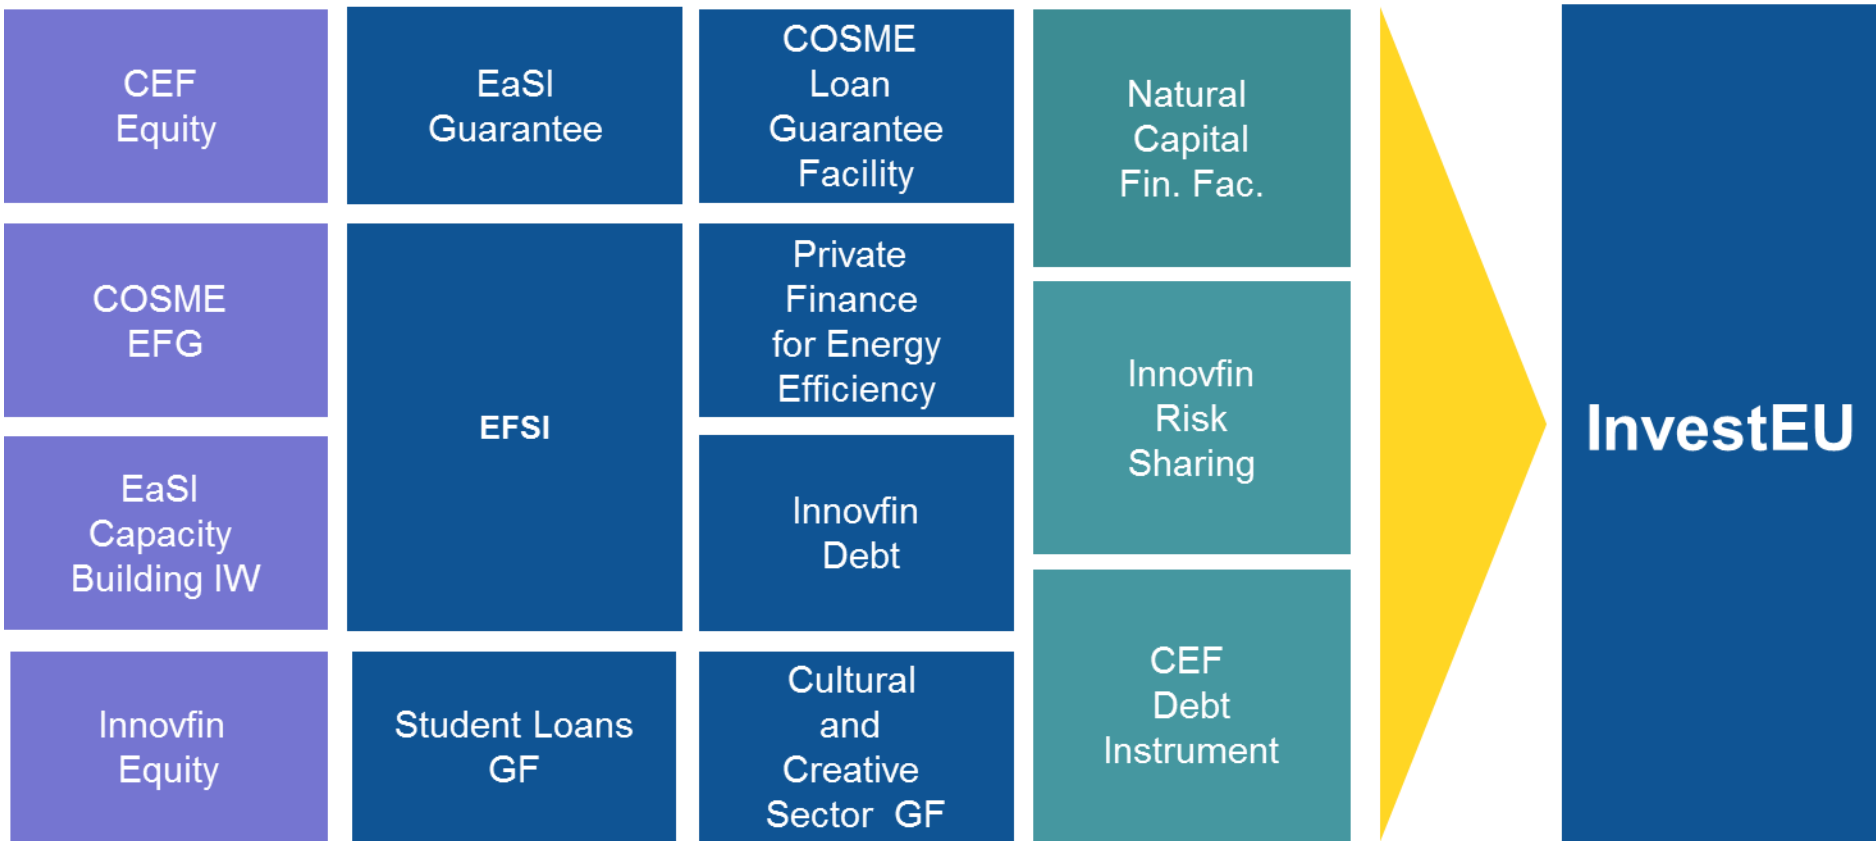 CEF
Equity
EaSI
Guarantee
COSME
Loan
Guarantee
Facility
Natural
Capital
Fin. Fac.
COSME
EFG
EFSI
Private
Finance
for Energy
Efficiency
Innovfin
Risk
Sharing
InvestEU
EaSI
Capacity
Building IW
Innovfin
Debt
Innovfin
Equity
Student Loans
GF
Cultural
and
Creative
Sector GF
CEF
Debt
Instrument